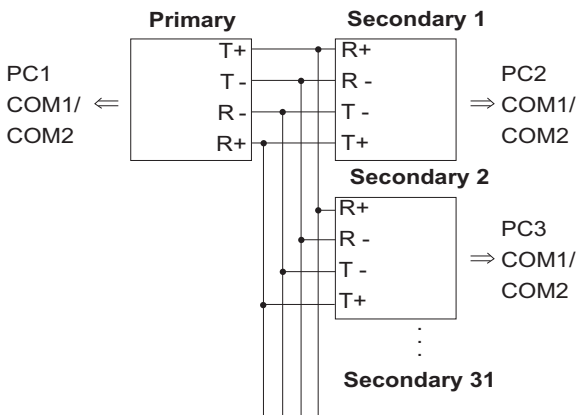 Primary
T+
T -
R -
R+
PC1
COM1/
COM2
⇐
Secondary 1
R+
R -
T -
T+
⇒
PC2
COM1/
COM2
Secondary 2
R+
R -
T -
T+
⇒
PC3
COM1/
COM2
Secondary 31